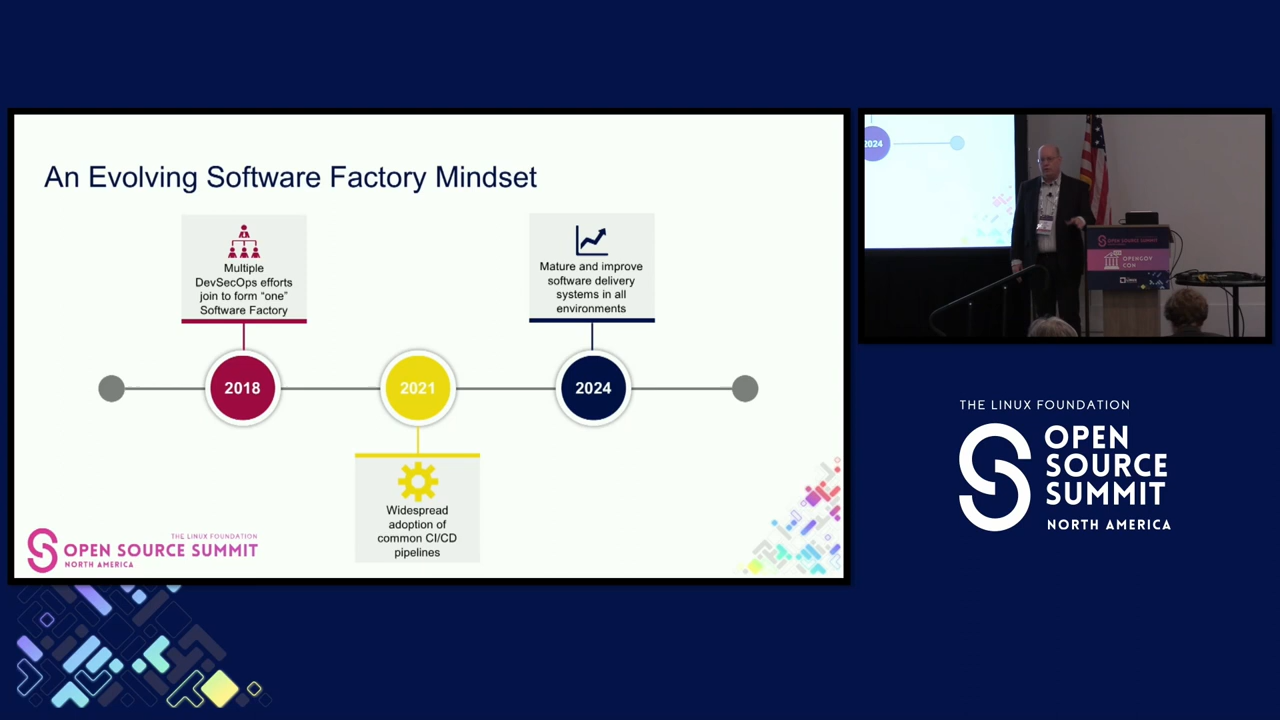 An Evolving Software Factory Mindset
Multiple
DevSecOps efforts
join to form “one”
Software Factory
Mature and improve
software delivery
systems in all
environments
2018
2021
2024
Widespread
adoption of
common CI/CD
pipelines
THE LINUX FOUNDATION
OPEN SOURCE SUMMIT
NORTH AMERICA
2024
OPEN SOURCE SUMMIT
OPENGOV
CON
THE LINUX FOUNDATION
OPEN
SOURCE
SUMMIT
NORTH AMERICA